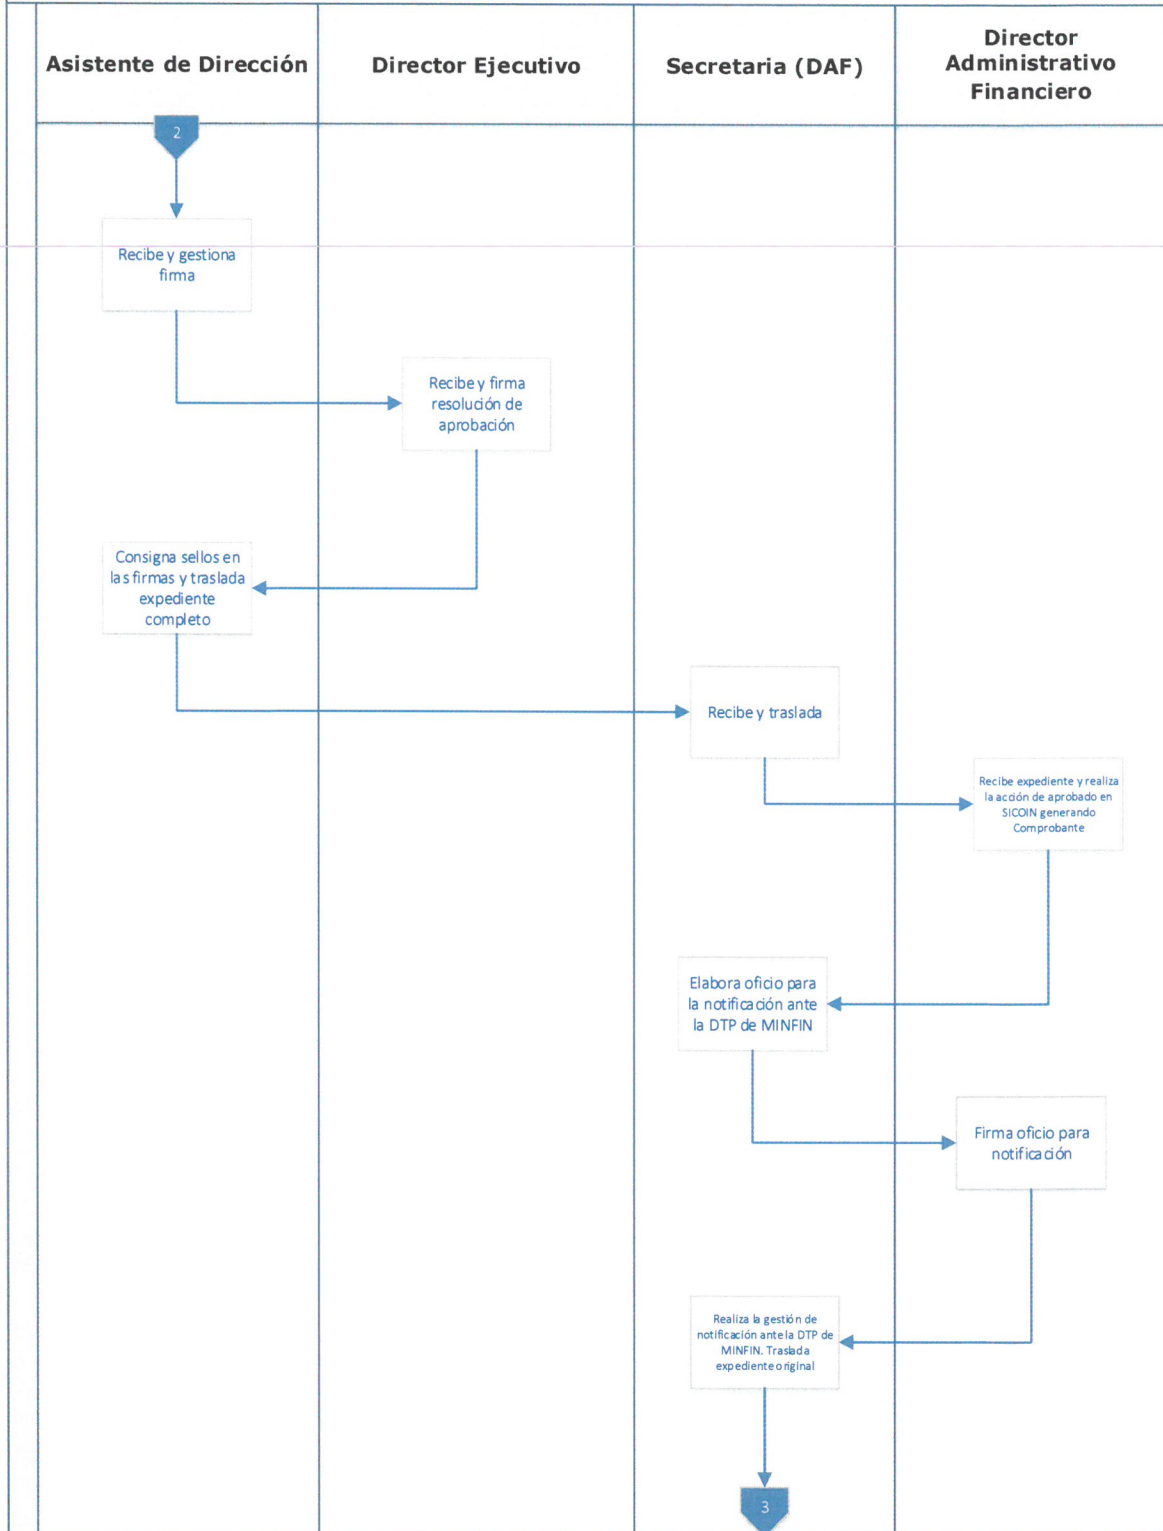 Asistente de Dirección
Director Ejecutivo
Secretaria (DAF)
Director
Administrativo
Financiero
2
Recibe y gestiona
firma
Recibe y firma
resolución de
aprobación
Consigna sellos en
las firmas y traslada
expediente
completo
Recibe y traslada
Recibe expediente y realiza
la acción de aprobado en
SICOIN generando
Comprobante
Elabora oficio para
la notificación ante
la DTP de MINFIN
Firma oficio para
notificación
Realiza la gestión de
notificación ante la DTP de
MINFIN. Traslada
expediente original
3